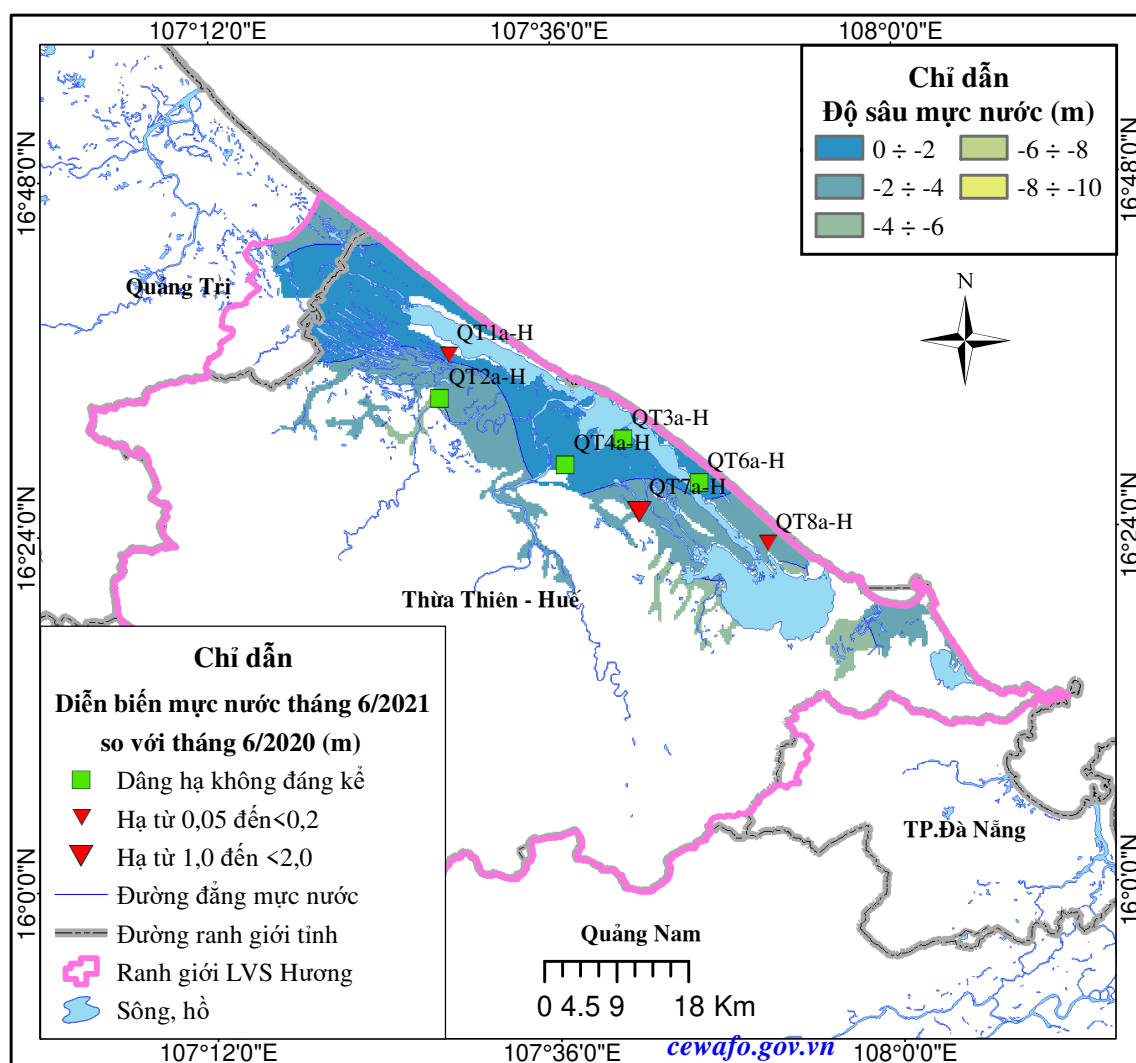 107°12'0"E 107°36'0"E 108°0'0"E
Chỉ dẫn
Độ sâu mực nước (m)
0 ÷ -2 -6 ÷ -8
-2 ÷ -4 -8 ÷ -10
-4 ÷ -6
16°48'0"N 16°48'0"N
N
Quảng Trị
QT1a-H
QT2a-H
QT3a-H
QT4a-H
QT6a-H
QT7a-H
QT8a-H
16°24'0"N 16°24'0"N
Thừa Thiên - Huế
Chỉ dẫn
Diễn biến mực nước tháng 6/2021
so với tháng 6/2020 (m)
Dâng hạ không đáng kể
Hạ từ 0,05 đến<0,2
Hạ từ 1,0 đến <2,0
Đường đẳng mực nước
Đường ranh giới tỉnh
Ranh giới LVS Hương
Sông, hồ
TP.Đà Nẵng
16°0'0"N 16°0'0"N
Quảng Nam
0 4.5 9 18 Km
cewafo.gov.vn
107°12'0"E 107°36'0"E 108°0'0"E